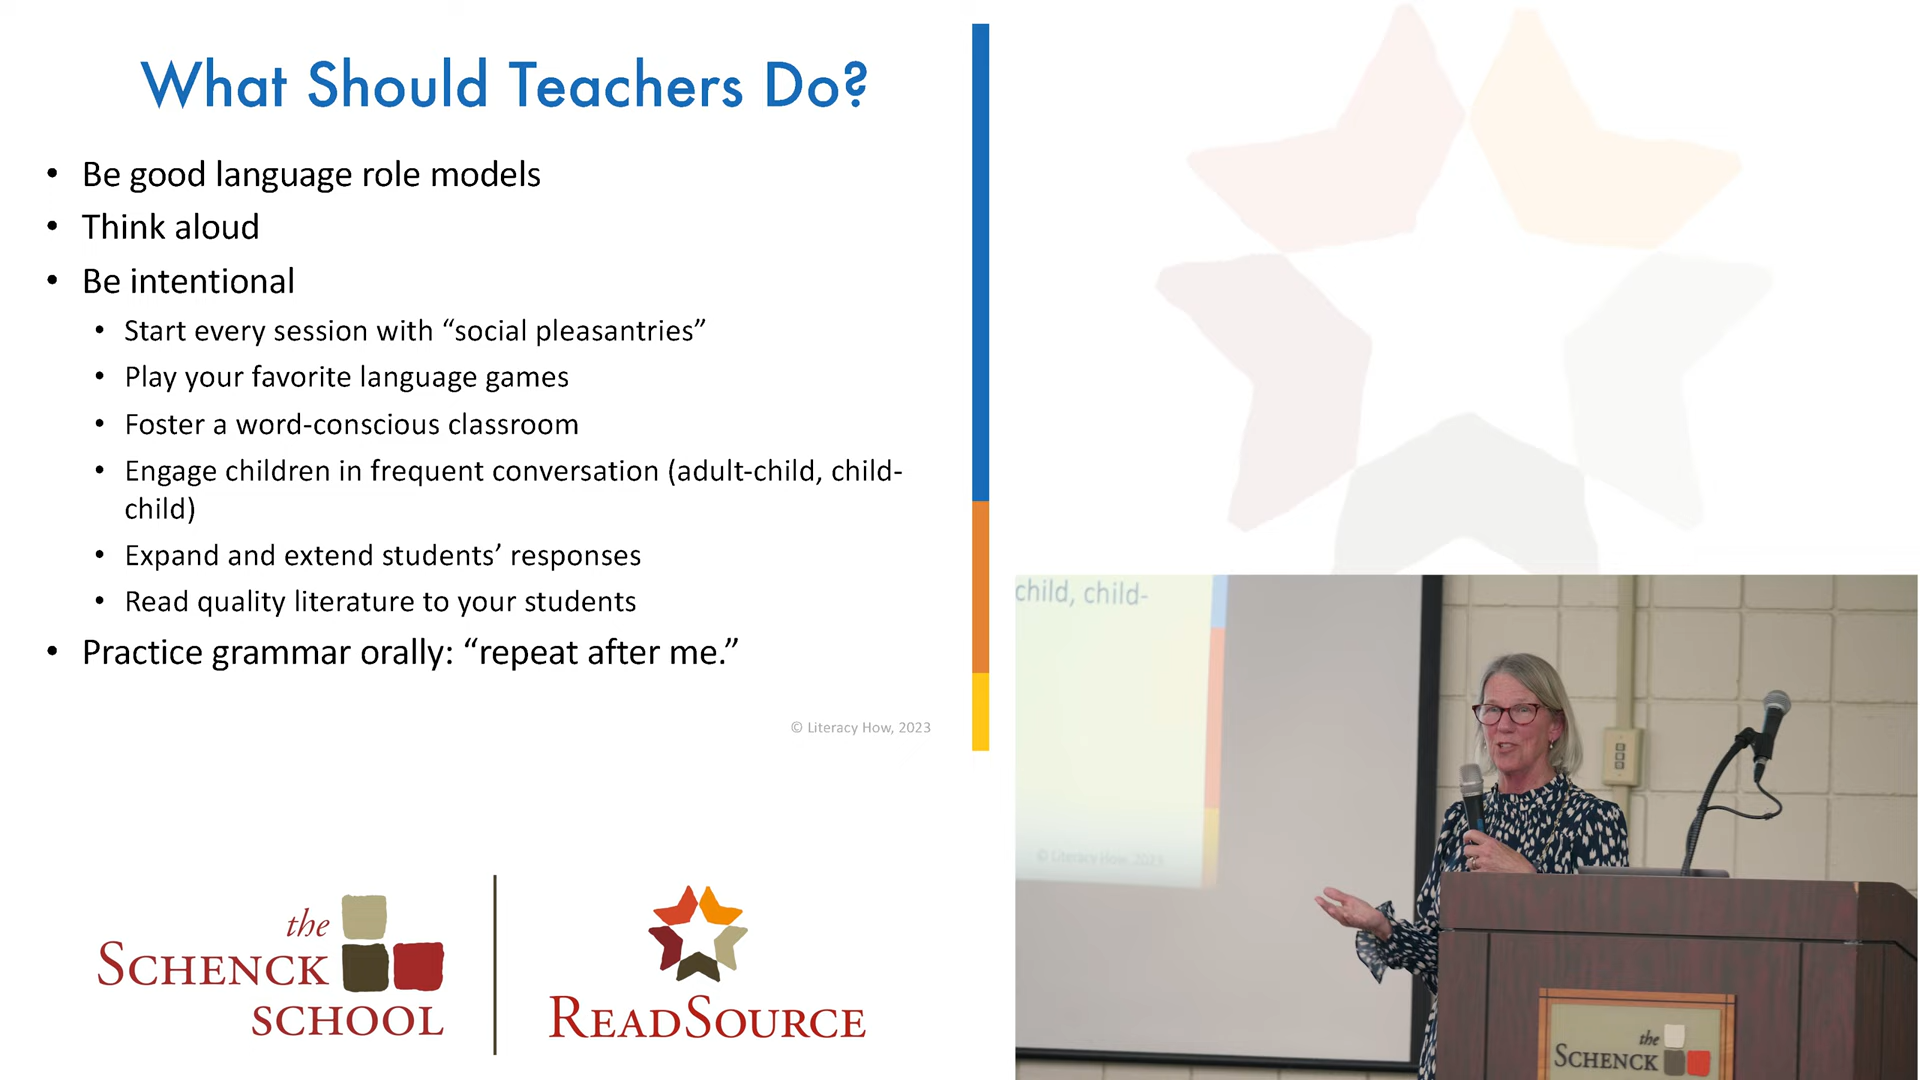 What Should Teachers Do?
• Be good language role models
• Think aloud
• Be intentional
• Start every session with “social pleasantries”
• Play your favorite language games
• Foster a word-conscious classroom
• Engage children in frequent conversation (adult-child, child-
child)
• Expand and extend students’ responses
• Read quality literature to your students
• Practice grammar orally: “repeat after me.”
© Literacy How, 2023
the
SCHENCK
SCHOOL
READSOURCE
child, child-
© Literacy How, 2023
the
SCHENCK